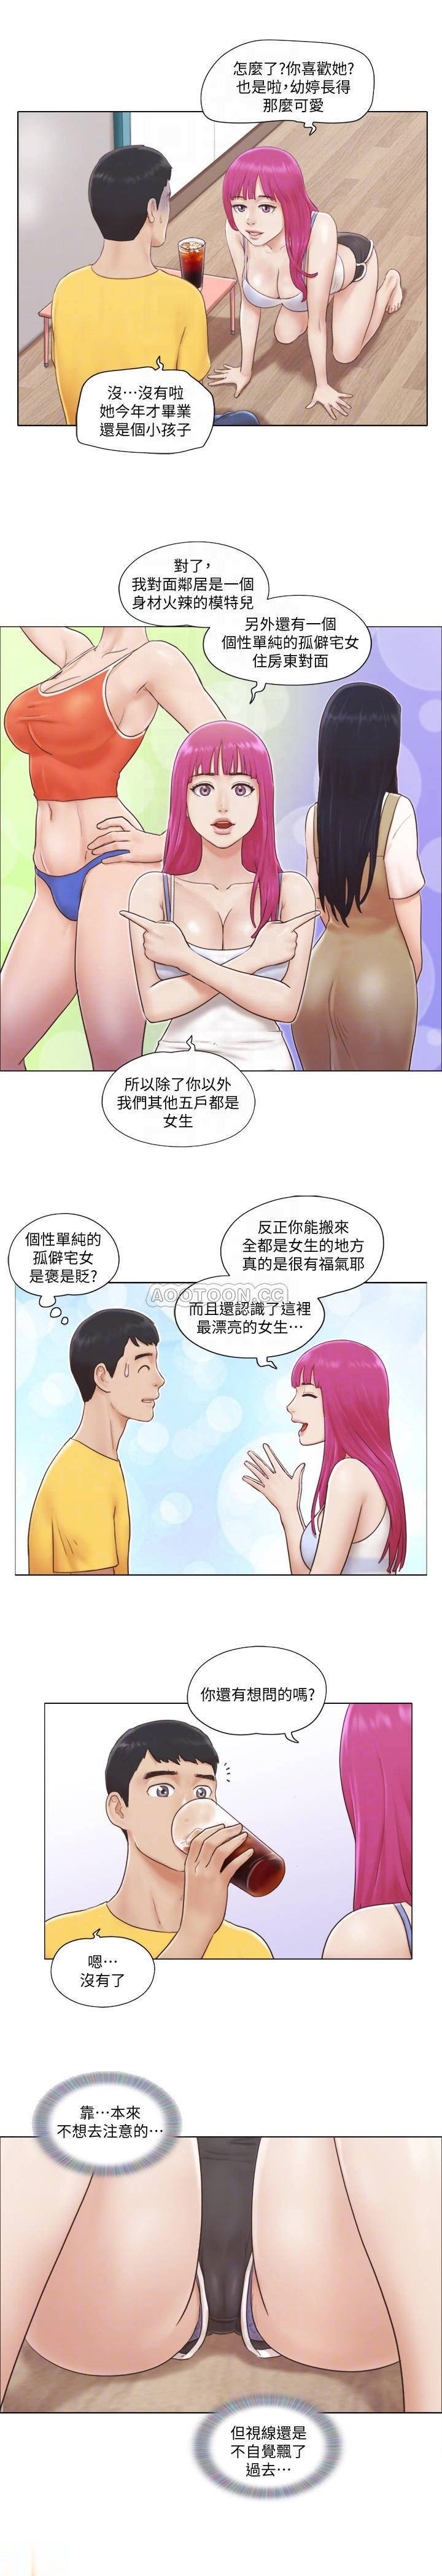 怎麼了?你喜歡她?
也是啦,幼婷長得
那麼可愛
沒…沒有啦
她今年才畢業
還是個小孩子
對了,
我對面鄰居是一個
身材火辣的模特兒
另外還有一個
個性單純的孤僻宅女
住房東對面
所以除了你以外
我們其他五戶都是
女生
個性單純的
孤僻宅女
是褒是貶?
反正你能搬來
全都是女生的地方
真的是很有福氣耶
AOOTOON.CC
而且還認識了這裡
最漂亮的女生…
你還有想問的嗎?
嗯…
沒有了
靠…本來
不想去注意的…
但視線還是
不自覺飄了
過去…